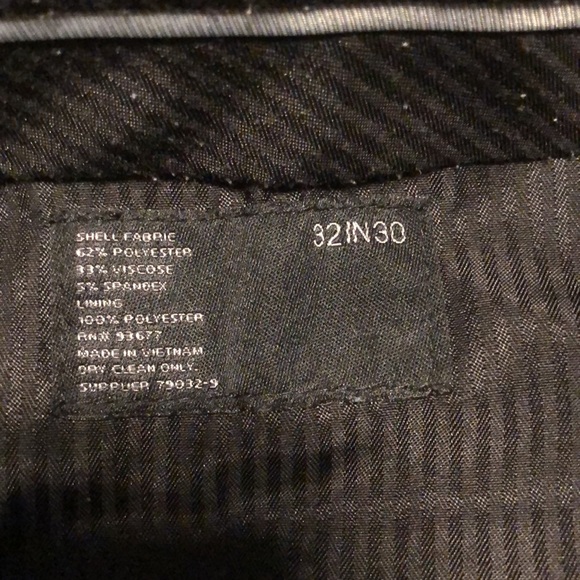 SHELL FABRIC
62% POLYESTER
33% VISCOSE
5% SPANDEX
LINING
100% POLYESTER
RN# 93677
MADE IN VIETNAM
DRY CLEAN ONLY.
SUPPLIER 79032-9
32IN30